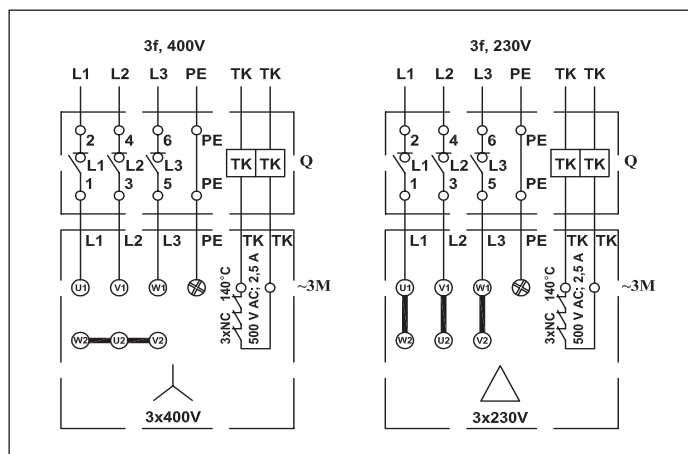 3f, 400V
L1 L2 L3 PE TK TK
2 4 6 PE
L1 L2 L3 TK TK Q
1 3 5 PE
L1 L2 L3 PE TK TK
U1 V1 W1
3xNC 140°C
500 V AC; 2,5 A
~3M
W2 U2 V2
3x400V
3f, 230V
L1 L2 L3 PE TK TK
2 4 6 PE
L1 L2 L3 TK TK Q
1 3 5 PE
L1 L2 L3 PE TK TK
U1 V1 W1
3xNC 140°C
500 V AC; 2,5 A
~3M
W2 U2 V2
3x230V